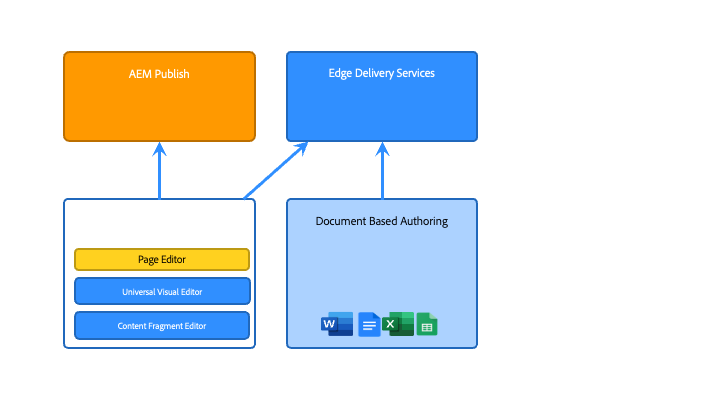 AEM Publish
Edge Delivery Services
Document Based Authoring
Page Editor
Universal Visual Editor
Content Fragment Editor
W
X